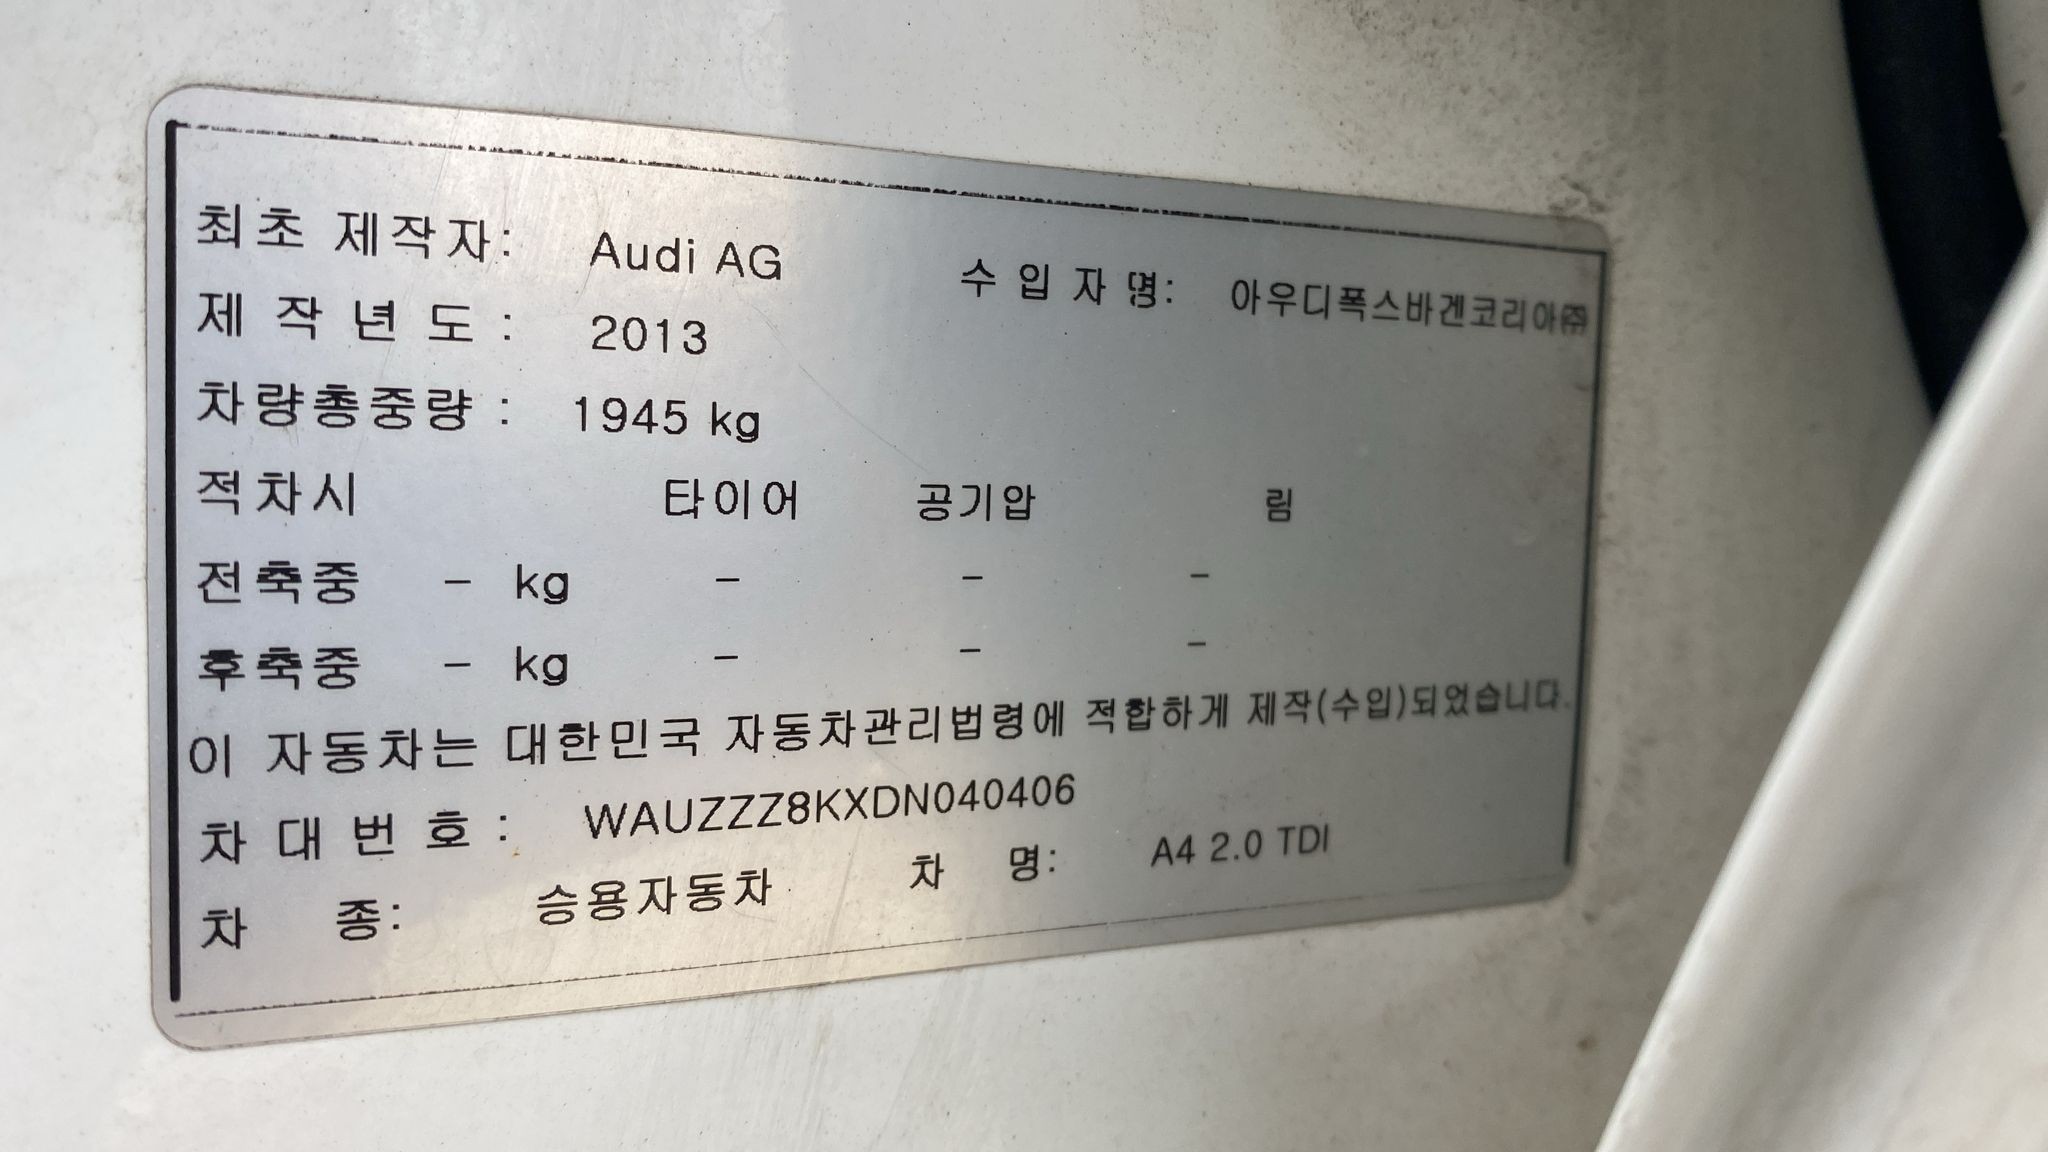 최초 제작자: Audi AG 수 입 자 명: 아우디폭스바겐코리아㈜
제 작 년 도 : 2013
차량총중량 : 1945 kg
적차시 타이어 공기압 림
전축중 - kg - - -
후축중 - kg - - -
이 자동차는 대한민국 자동차관리법령에 적합하게 제작(수입)되었습니다.
차 대 번 호 : WAUZZZ8KXDN040406
차 종: 승용자동차 차 명: A4 2.0 TDI